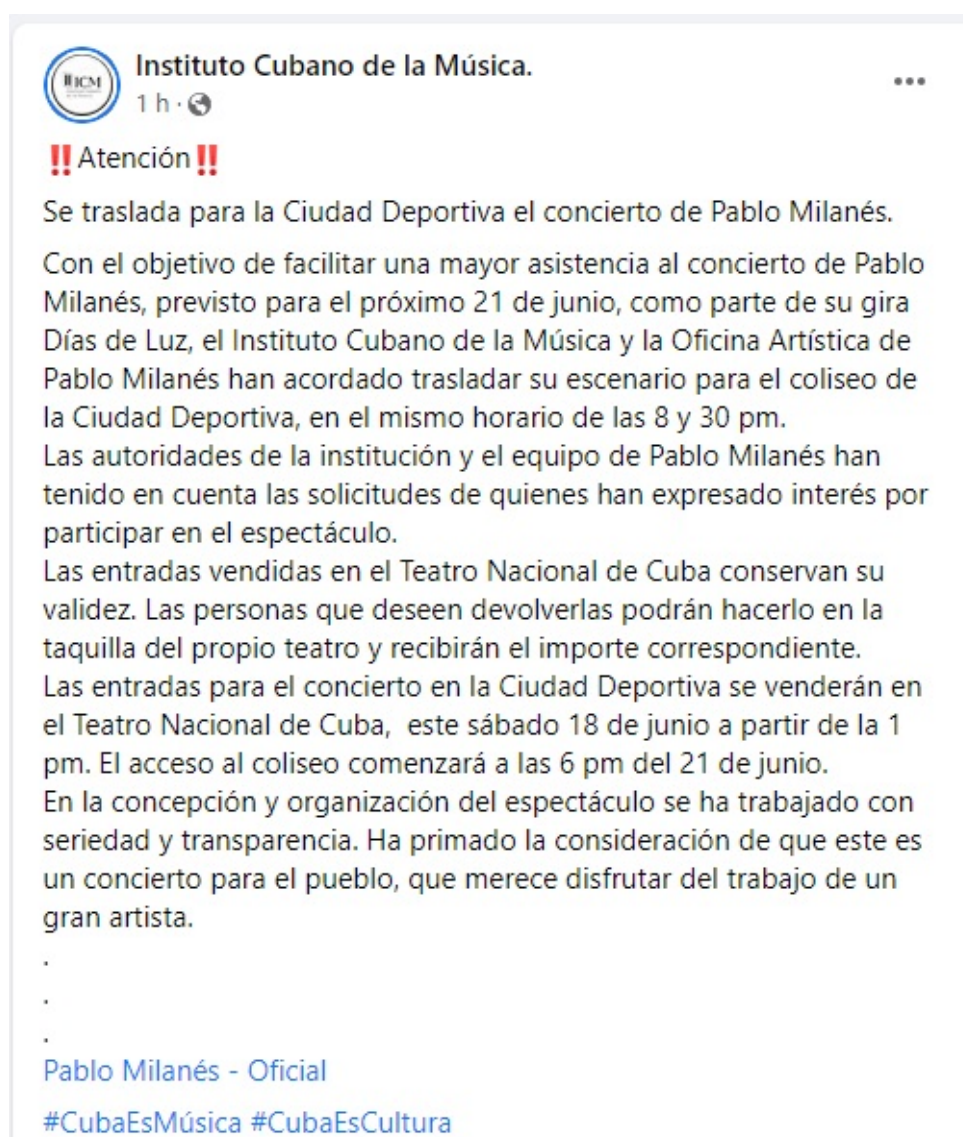 Instituto Cubano de la Música.
ICM
1 h ·
‼Atención‼
Se traslada para la Ciudad Deportiva el concierto de Pablo Milanés.
Con el objetivo de facilitar una mayor asistencia al concierto de Pablo
Milanés, previsto para el próximo 21 de junio, como parte de su gira
Días de Luz, el Instituto Cubano de la Música y la Oficina Artística de
Pablo Milanés han acordado trasladar su escenario para el coliseo de
la Ciudad Deportiva, en el mismo horario de las 8 y 30 pm.
Las autoridades de la institución y el equipo de Pablo Milanés han
tenido en cuenta las solicitudes de quienes han expresado interés por
participar en el espectáculo.
Las entradas vendidas en el Teatro Nacional de Cuba conservan su
validez. Las personas que deseen devolverlas podrán hacerlo en la
taquilla del propio teatro y recibirán el importe correspondiente.
Las entradas para el concierto en la Ciudad Deportiva se venderán en
el Teatro Nacional de Cuba,  este sábado 18 de junio a partir de la 1
pm. El acceso al coliseo comenzará a las 6 pm del 21 de junio.
En la concepción y organización del espectáculo se ha trabajado con
seriedad y transparencia. Ha primado la consideración de que este es
un concierto para el pueblo, que merece disfrutar del trabajo de un
gran artista.
.
.
.
Pablo Milanés - Oficial
#CubaEsMúsica #CubaEsCultura